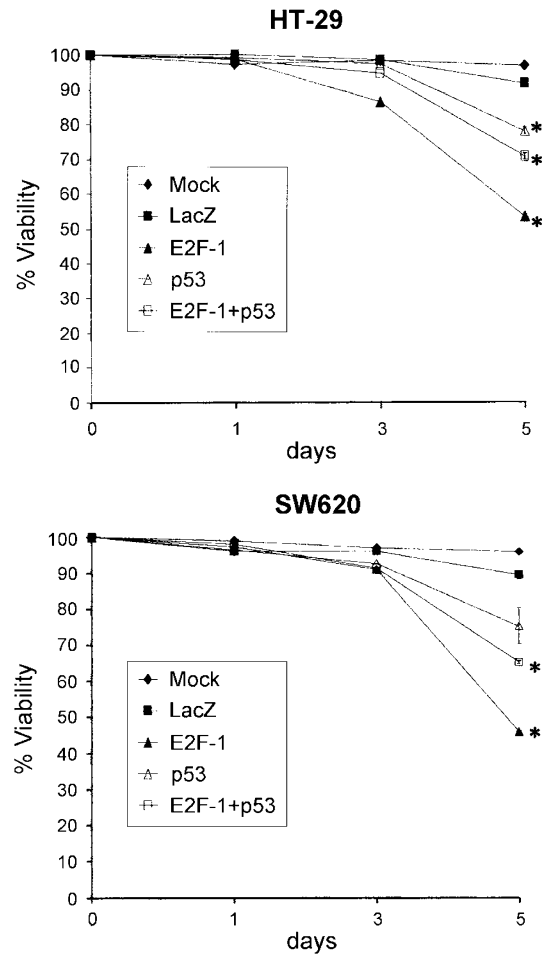 HT-29
100
90
80
70
60
50
40
30
20
10
0
% Viability
Mock
LacZ
E2F-1
p53
E2F-1+p53
*
*
*
0 1 3 5
days
SW620
100
90
80
70
60
50
40
30
20
10
0
% Viability
Mock
LacZ
E2F-1
p53
E2F-1+p53
*
*
0 1 3 5
days